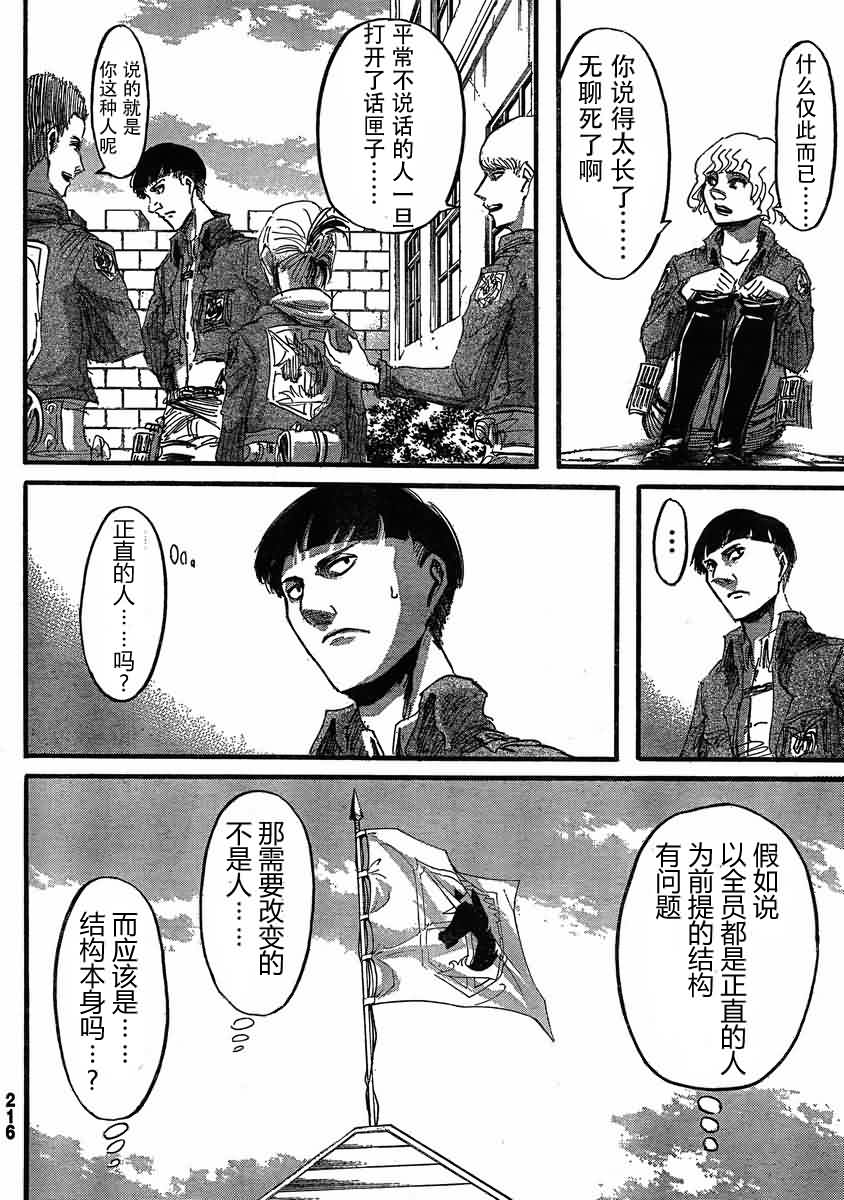 什么仅此而已……
你说得太长了……
无聊死了啊
平常不说话的人一旦
打开了话匣子……
说的就是
你这种人呢
…
正直的人……吗?
假如说
以全员都是正直的人
为前提的结构
有问题
那需要改变的
不是人……
而应该是……
结构本身吗…?
216